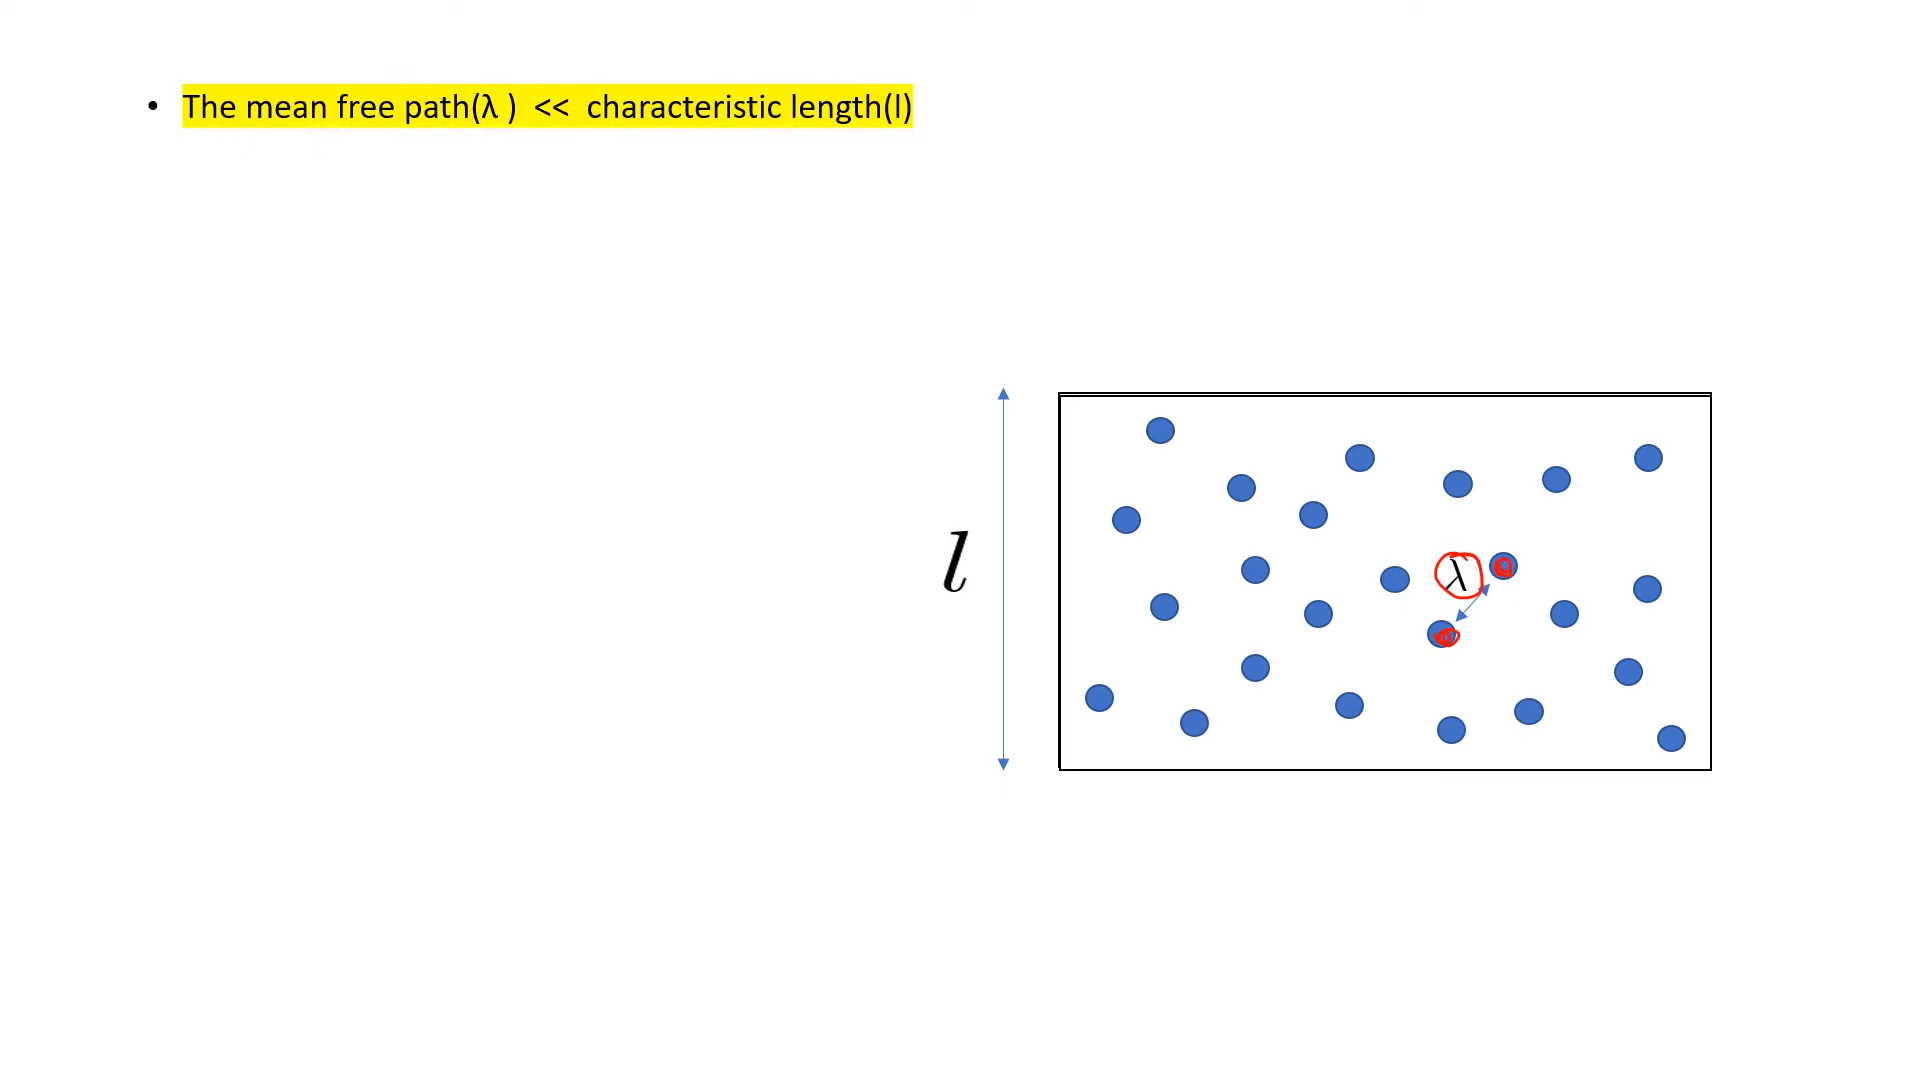 • The mean free path(λ ) << characteristic length(l)
l
λ